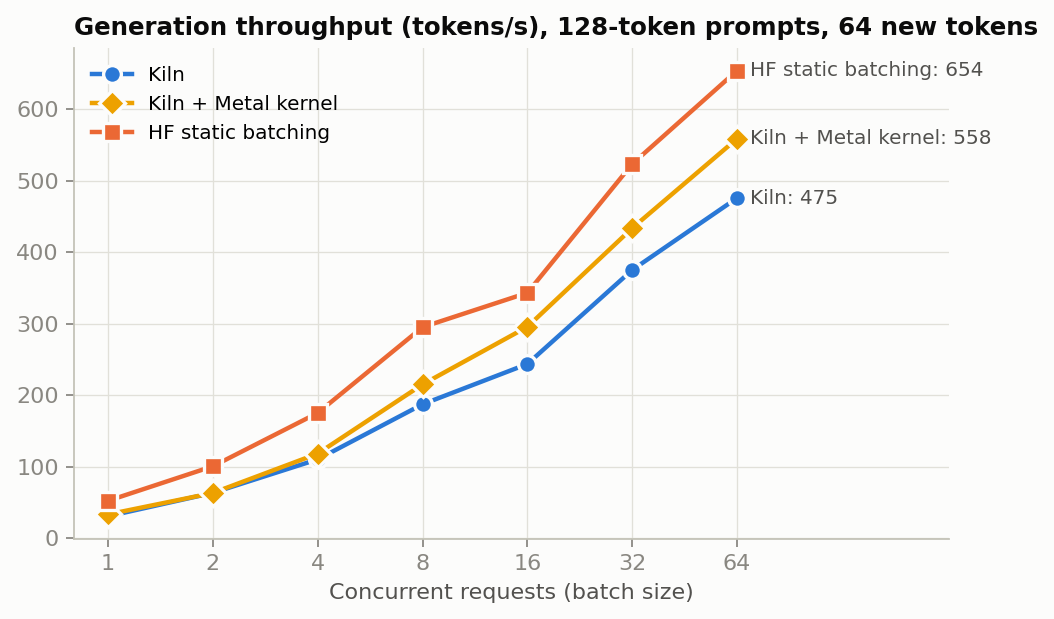 Generation throughput (tokens/s), 128-token prompts, 64 new tokens
Kiln
Kiln + Metal kernel
HF static batching
HF static batching: 654
Kiln + Metal kernel: 558
Kiln: 475
600
500
400
300
200
100
0
1 2 4 8 16 32 64
Concurrent requests (batch size)